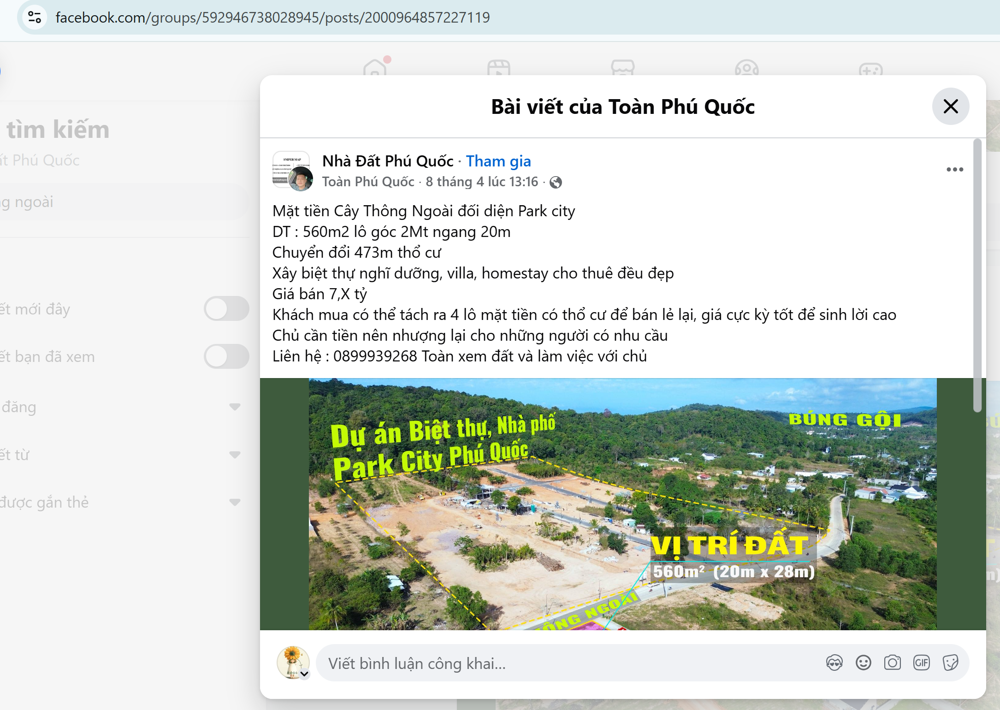 facebook.com/groups/592946738028945/posts/2000964857227119
tìm kiếm
ất Phú Quốc
ng ngoài
ết mới đây
ết bạn đã xem
đăng
ết từ
được gắn thẻ
Bài viết của Toàn Phú Quốc
SNIPER MAP
Nhà Đất Phú Quốc · Tham gia
Toàn Phú Quốc · 8 tháng 4 lúc 13:16 ·
Mặt tiền Cây Thông Ngoài đối diện Park city
DT : 560m2 lô góc 2Mt ngang 20m
Chuyển đổi 473m thổ cư
Xây biệt thự nghĩ dưỡng, villa, homestay cho thuê đều đẹp
Giá bán 7,X tỷ
Khách mua có thể tách ra 4 lô mặt tiền có thổ cư để bán lẻ lại, giá cực kỳ tốt để sinh lời cao
Chủ cần tiền nên nhượng lại cho những người có nhu cầu
Liên hệ : 0899939268 Toàn xem đất và làm việc với chủ
Dự án Biệt thự, Nhà phố
Park City Phú Quốc
BÚNG GỘI
VỊ TRÍ ĐẤT
560m² (20m x 28m)
ÔNG NGOÀI
Viết bình luận công khai...
GIF